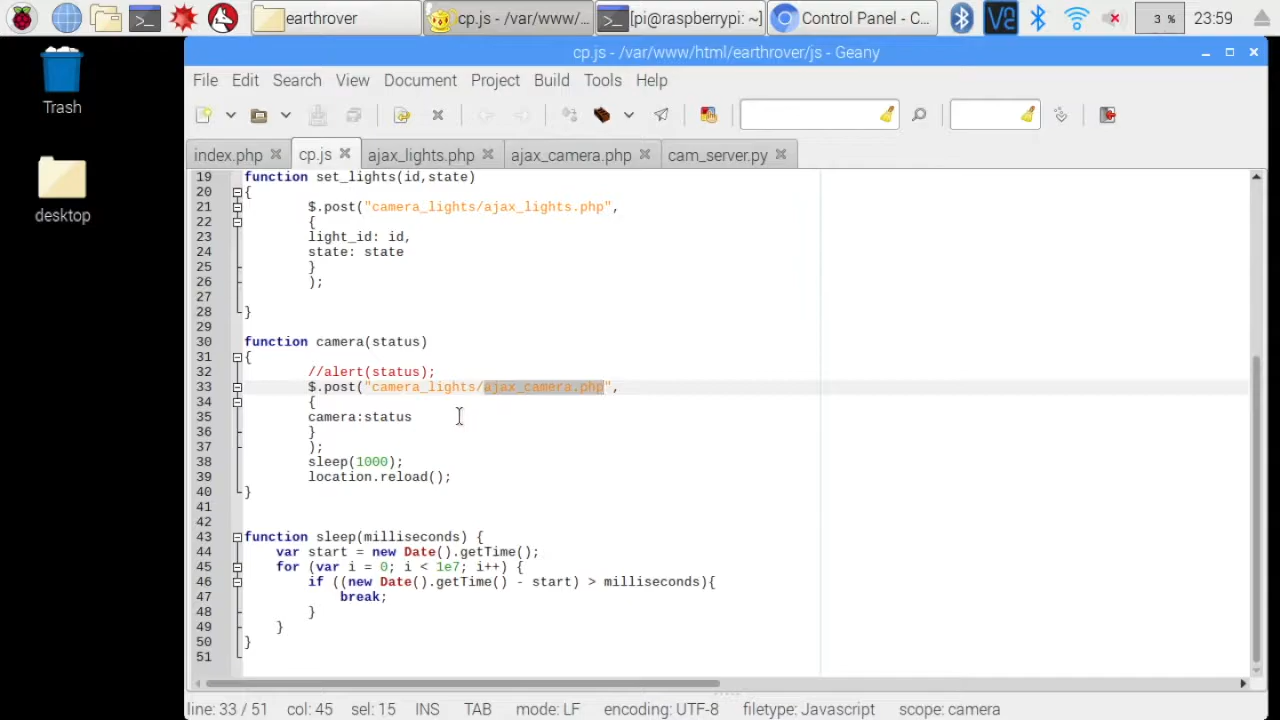 earthrover
cp.js - /var/www/...
[pi@raspberrypi: ~]
Control Panel - C...
V2
3 %
23:59
cp.js - /var/www/html/earthrover/js - Geany
Trash
desktop
File Edit Search View Document Project Build Tools Help
index.php
cp.js
ajax_lights.php
ajax_camera.php
cam_server.py
19 function set_lights(id,state)
20 {
21 $.post("camera_lights/ajax_lights.php",
22 {
23 light_id: id,
24 state: state
25 }
26 );
27
28 }
29
30 function camera(status)
31 {
32 //alert(status);
33 $.post("camera_lights/ajax_camera.php",
34 {
35 camera:status
36 }
37 );
38 sleep(1000);
39 location.reload();
40 }
41
42
43 function sleep(milliseconds) {
44 var start = new Date().getTime();
45 for (var i = 0; i < 1e7; i++) {
46 if ((new Date().getTime() - start) > milliseconds){
47 break;
48 }
49 }
50 }
51
line: 33 / 51 col: 45 sel: 15 INS TAB mode: LF encoding: UTF-8 filetype: Javascript scope: camera